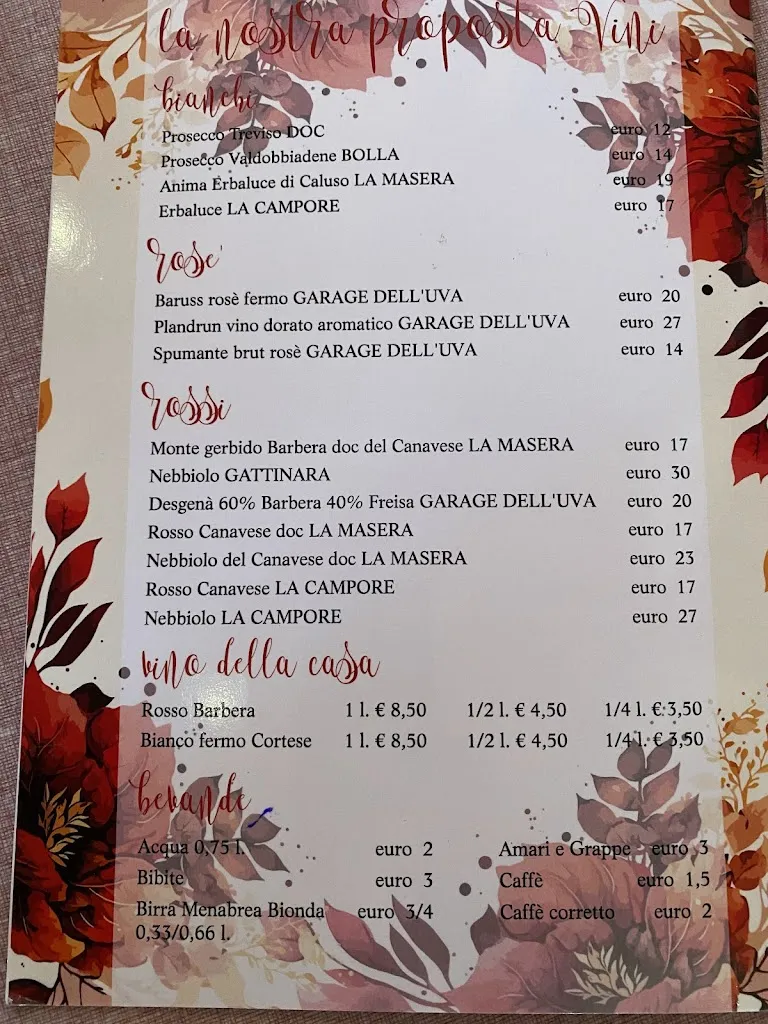 la nostra proposta Vini
bianchi
Prosecco Treviso DOC euro 12
Prosecco Valdobbiadene BOLLA euro 14
Anima Erbaluce di Caluso LA MASERA euro 19
Erbaluce LA CAMPORE euro 17
rose'
Baruss rosè fermo GARAGE DELL'UVA euro 20
Plandrun vino dorato aromatico GARAGE DELL'UVA euro 27
Spumante brut rosè GARAGE DELL'UVA euro 14
rossi
Monte gerbido Barbera doc del Canavese LA MASERA euro 17
Nebbiolo GATTINARA euro 30
Desgenà 60% Barbera 40% Freisa GARAGE DELL'UVA euro 20
Rosso Canavese doc LA MASERA euro 17
Nebbiolo del Canavese doc LA MASERA euro 23
Rosso Canavese LA CAMPORE euro 17
Nebbiolo LA CAMPORE euro 27
vino della casa
Rosso Barbera 1 l. € 8,50 1/2 l. € 4,50 1/4 l. € 3,50
Bianco fermo Cortese 1 l. € 8,50 1/2 l. € 4,50 1/4 l. € 3,50
bevande
Acqua 0,75 l. euro 2 Amari e Grappe euro 3
Bibite euro 3 Caffè euro 1,5
Birra Menabrea Bionda euro 3/4 Caffè corretto euro 2
0,33/0,66 l.